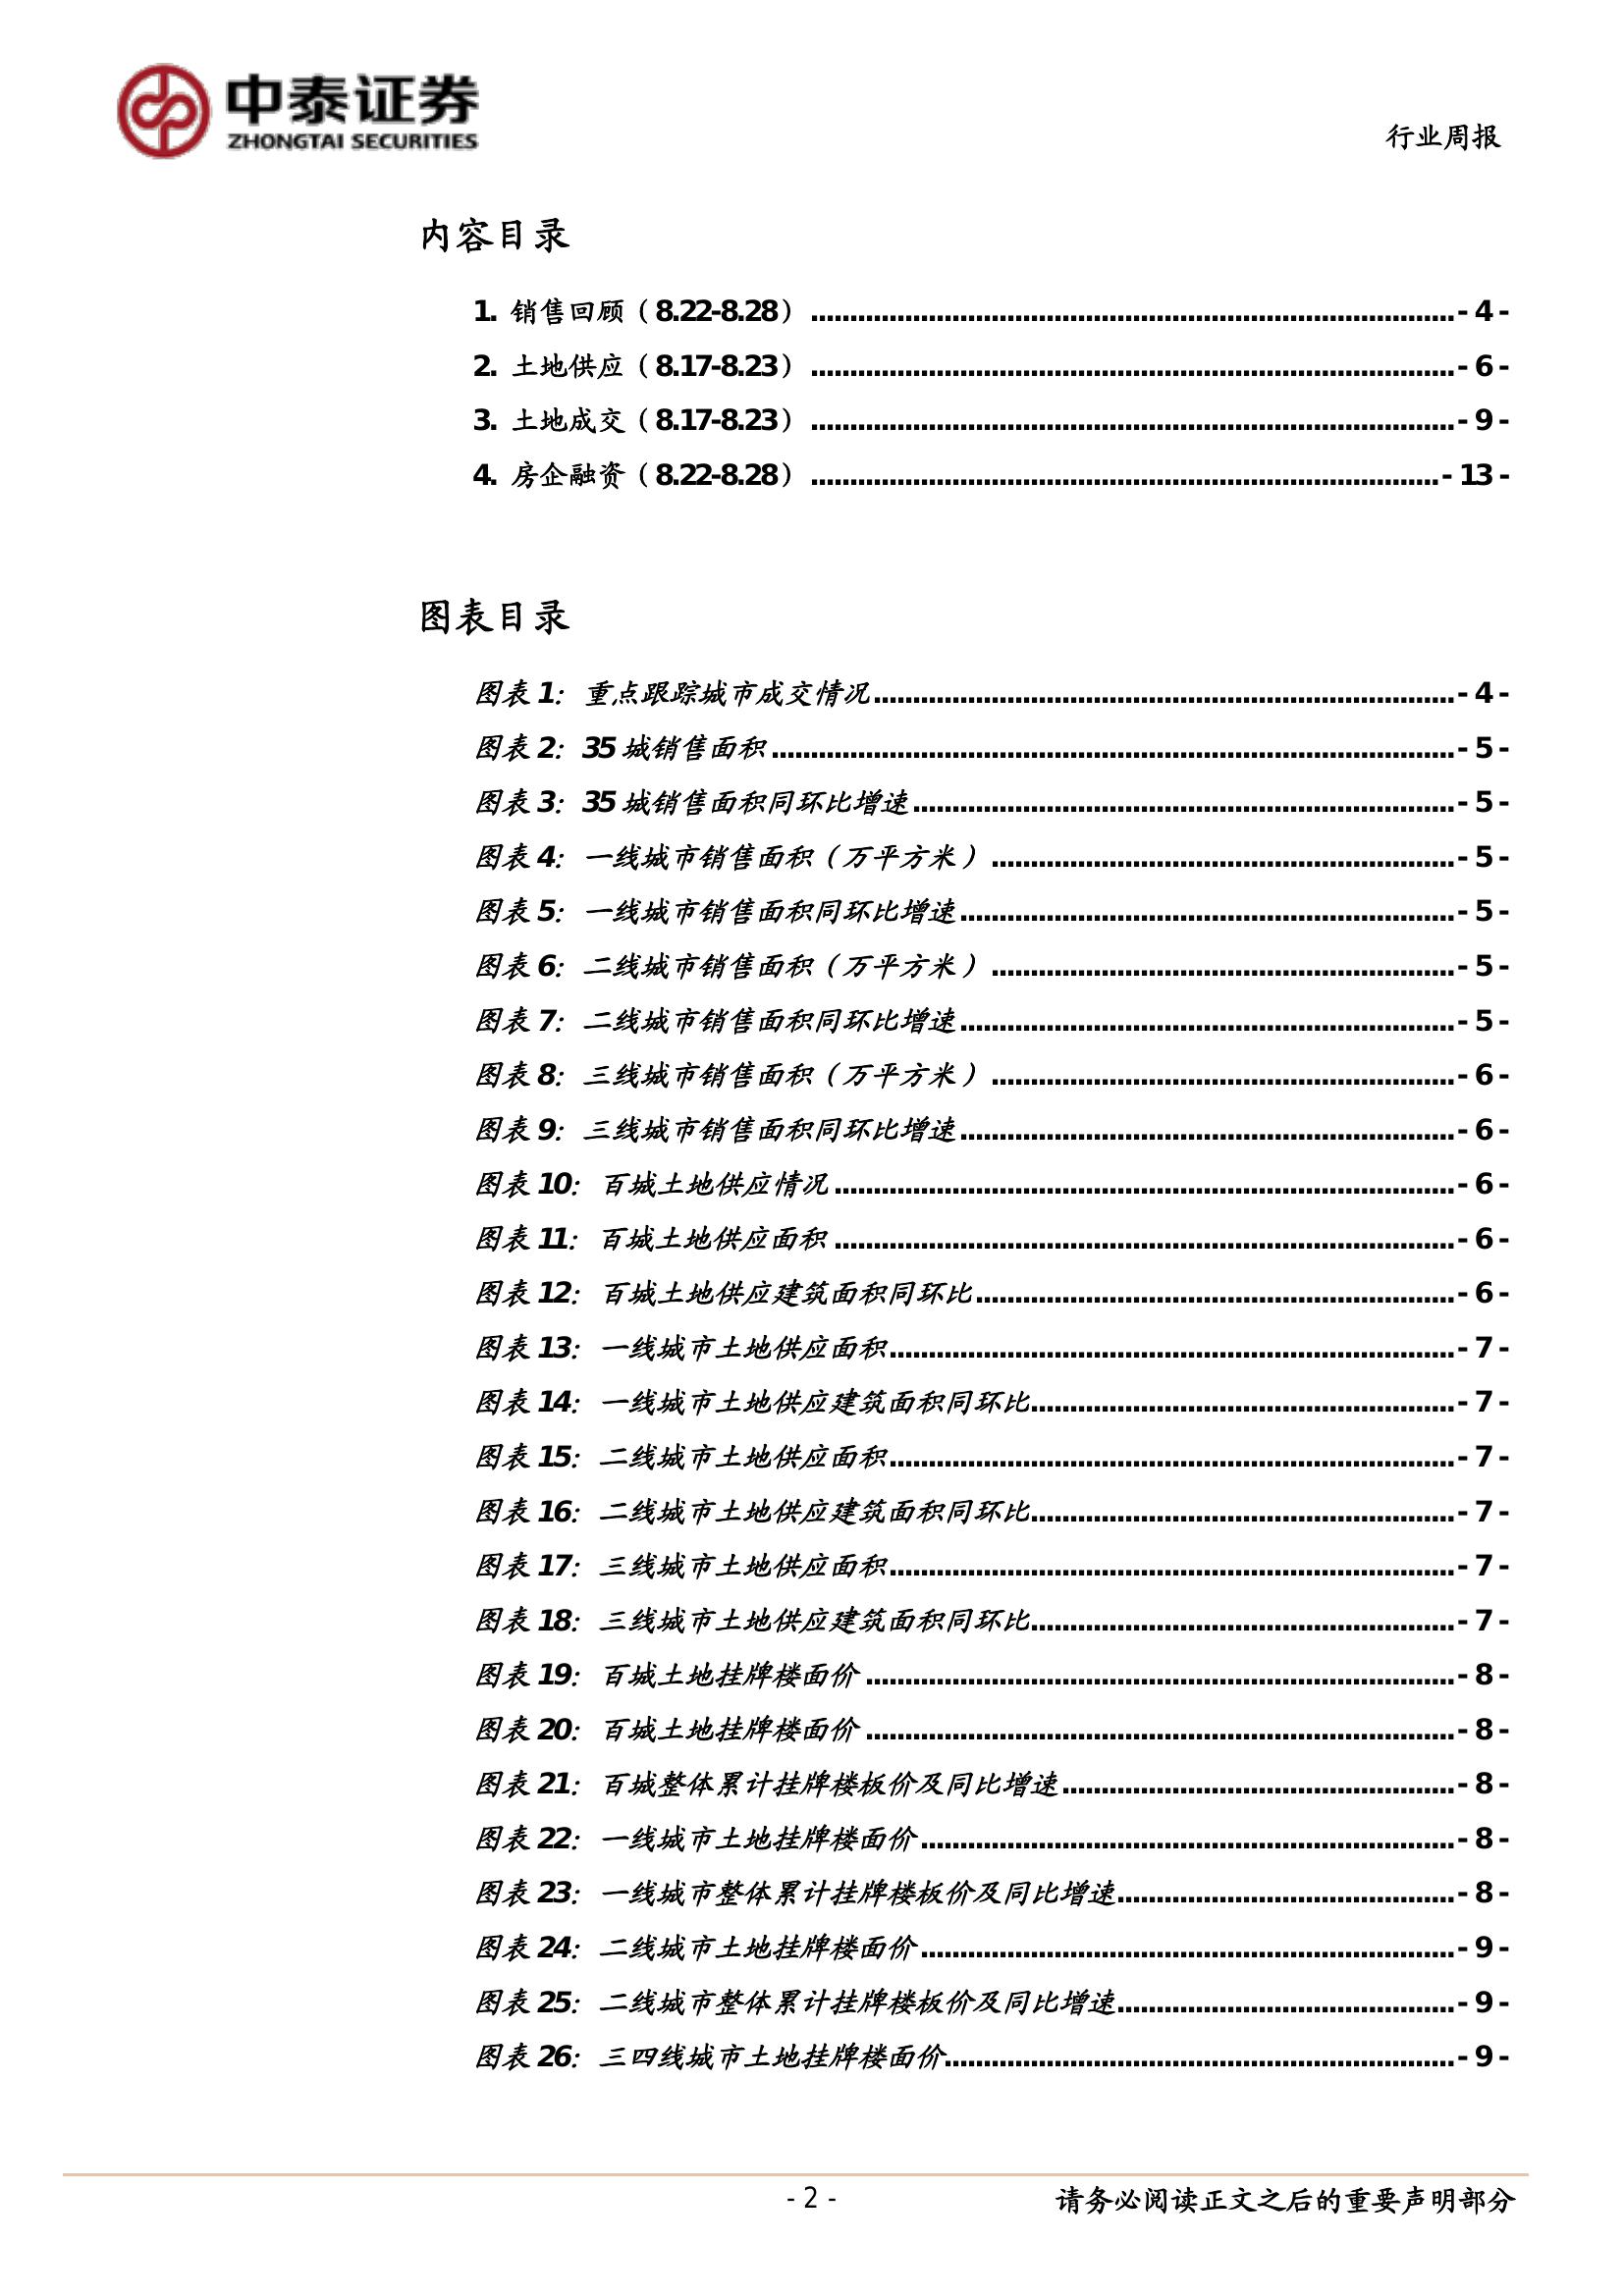 中泰证券
ZHONGTAI SECURITIES
行业周报
内容目录
1. 销售回顾（8.22-8.28） ........ - 4 -
2. 土地供应（8.17-8.23） ........ - 6 -
3. 土地成交（8.17-8.23） ........ - 9 -
4. 房企融资（8.22-8.28） ........ - 13 -
图表目录
图表 1：重点跟踪城市成交情况 ........ - 4 -
图表 2：35 城销售面积 ........ - 5 -
图表 3：35 城销售面积同环比增速 ........ - 5 -
图表 4：一线城市销售面积（万平方米） ........ - 5 -
图表 5：一线城市销售面积同环比增速 ........ - 5 -
图表 6：二线城市销售面积（万平方米） ........ - 5 -
图表 7：二线城市销售面积同环比增速 ........ - 5 -
图表 8：三线城市销售面积（万平方米） ........ - 6 -
图表 9：三线城市销售面积同环比增速 ........ - 6 -
图表 10：百城土地供应情况 ........ - 6 -
图表 11：百城土地供应面积 ........ - 6 -
图表 12：百城土地供应建筑面积同环比 ........ - 6 -
图表 13：一线城市土地供应面积 ........ - 7 -
图表 14：一线城市土地供应建筑面积同环比 ........ - 7 -
图表 15：二线城市土地供应面积 ........ - 7 -
图表 16：二线城市土地供应建筑面积同环比 ........ - 7 -
图表 17：三线城市土地供应面积 ........ - 7 -
图表 18：三线城市土地供应建筑面积同环比 ........ - 7 -
图表 19：百城土地挂牌楼面价 ........ - 8 -
图表 20：百城土地挂牌楼面价 ........ - 8 -
图表 21：百城整体累计挂牌楼板价及同比增速 ........ - 8 -
图表 22：一线城市土地挂牌楼面价 ........ - 8 -
图表 23：一线城市整体累计挂牌楼板价及同比增速 ........ - 8 -
图表 24：二线城市土地挂牌楼面价 ........ - 9 -
图表 25：二线城市整体累计挂牌楼板价及同比增速 ........ - 9 -
图表 26：三四线城市土地挂牌楼面价 ........ - 9 -
- 2 -
请务必阅读正文之后的重要声明部分